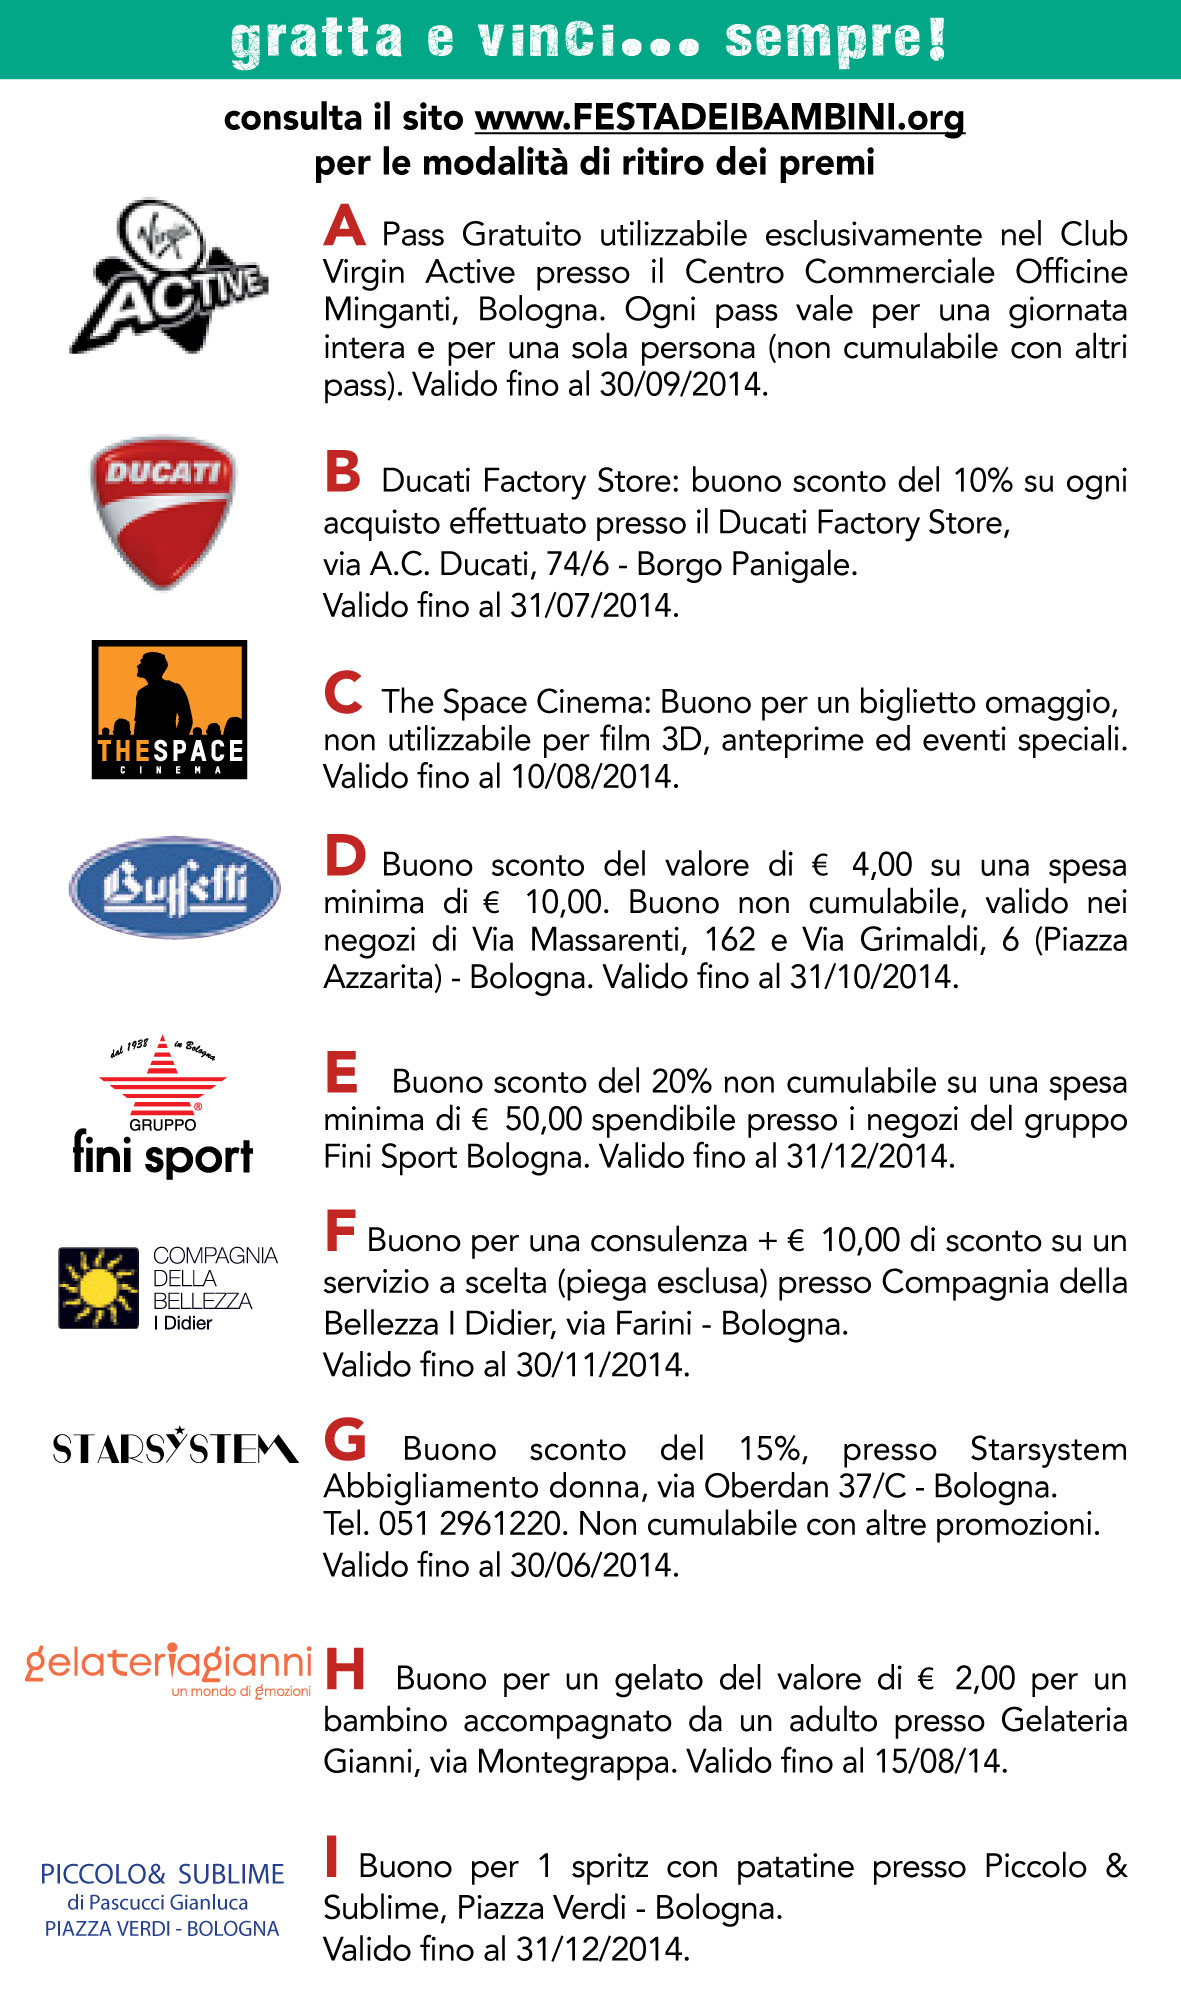 gratta e vinci... sempre!
consulta il sito www.FESTADEIBAMBINI.org
per le modalità di ritiro dei premi
Virgin
ACTIVE
A Pass Gratuito utilizzabile esclusivamente nel Club
Virgin Active presso il Centro Commerciale Officine
Minganti, Bologna. Ogni pass vale per una giornata
intera e per una sola persona (non cumulabile con altri
pass). Valido fino al 30/09/2014.
DUCATI
B Ducati Factory Store: buono sconto del 10% su ogni
acquisto effettuato presso il Ducati Factory Store,
via A.C. Ducati, 74/6 - Borgo Panigale.
Valido fino al 31/07/2014.
THESPACE
CINEMA
C The Space Cinema: Buono per un biglietto omaggio,
non utilizzabile per film 3D, anteprime ed eventi speciali.
Valido fino al 10/08/2014.
Buffetti
D Buono sconto del valore di € 4,00 su una spesa
minima di € 10,00. Buono non cumulabile, valido nei
negozi di Via Massarenti, 162 e Via Grimaldi, 6 (Piazza
Azzarita) - Bologna. Valido fino al 31/10/2014.
dal 1938 in Bologna
®
GRUPPO
fini sport
E Buono sconto del 20% non cumulabile su una spesa
minima di € 50,00 spendibile presso i negozi del gruppo
Fini Sport Bologna. Valido fino al 31/12/2014.
COMPAGNIA
DELLA
BELLEZZA
I Didier
F Buono per una consulenza + € 10,00 di sconto su un
servizio a scelta (piega esclusa) presso Compagnia della
Bellezza I Didier, via Farini - Bologna.
Valido fino al 30/11/2014.
STARSYSTEM
G Buono sconto del 15%, presso Starsystem
Abbigliamento donna, via Oberdan 37/C - Bologna.
Tel. 051 2961220. Non cumulabile con altre promozioni.
Valido fino al 30/06/2014.
gelateriagianni
un mondo di emozioni
H Buono per un gelato del valore di € 2,00 per un
bambino accompagnato da un adulto presso Gelateria
Gianni, via Montegrappa. Valido fino al 15/08/14.
PICCOLO& SUBLIME
di Pascucci Gianluca
PIAZZA VERDI - BOLOGNA
I Buono per 1 spritz con patatine presso Piccolo &
Sublime, Piazza Verdi - Bologna.
Valido fino al 31/12/2014.